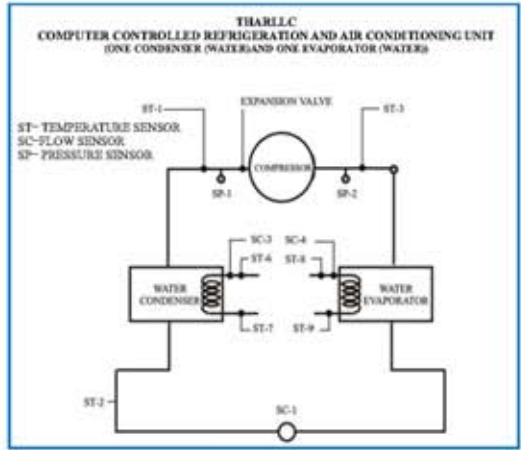 THARLLC
COMPUTER CONTROLLED REFRIGERATION AND AIR CONDITIONING UNIT
(ONE CONDENSER (WATER)AND ONE EVAPORATOR (WATER))
ST-1
EXPANSION VALVE
ST-3
ST- TEMPERATURE SENSOR
SC-FLOW SENSOR
SP- PRESSURE SENSOR
COMPRESSOR
SP-1
SP-2
SC-3
SC-4
ST-6
ST-8
WATER
CONDENSER
WATER
EVAPORATOR
ST-7
ST-9
ST-2
SC-1